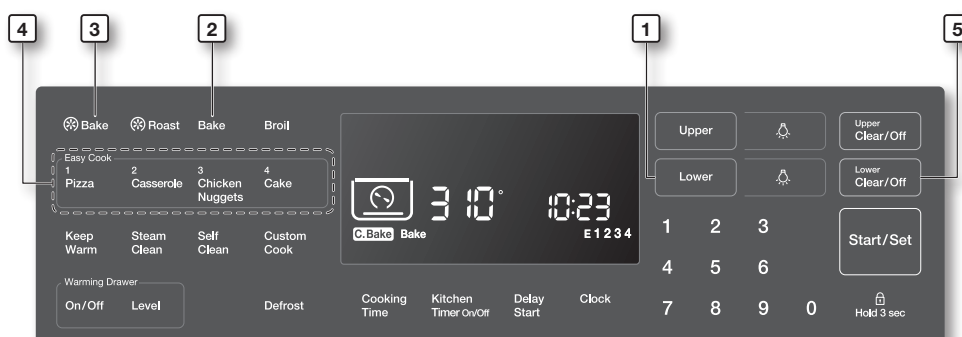 4
3
2
1
5
Bake
Roast
Bake
Broil
Easy Cook
1
Pizza
2
Casserole
3
Chicken
Nuggets
4
Cake
Keep
Warm
Steam
Clean
Self
Clean
Custom
Cook
Warming Drawer
On/Off
Level
Defrost
310°
10:23
C.Bake Bake
E1234
Cooking
Time
Kitchen
Timer On/Off
Delay
Start
Clock
Upper
Lower
1 2 3
4 5 6
7 8 9 0
Upper
Clear/Off
Lower
Clear/Off
Start/Set
Hold 3 sec